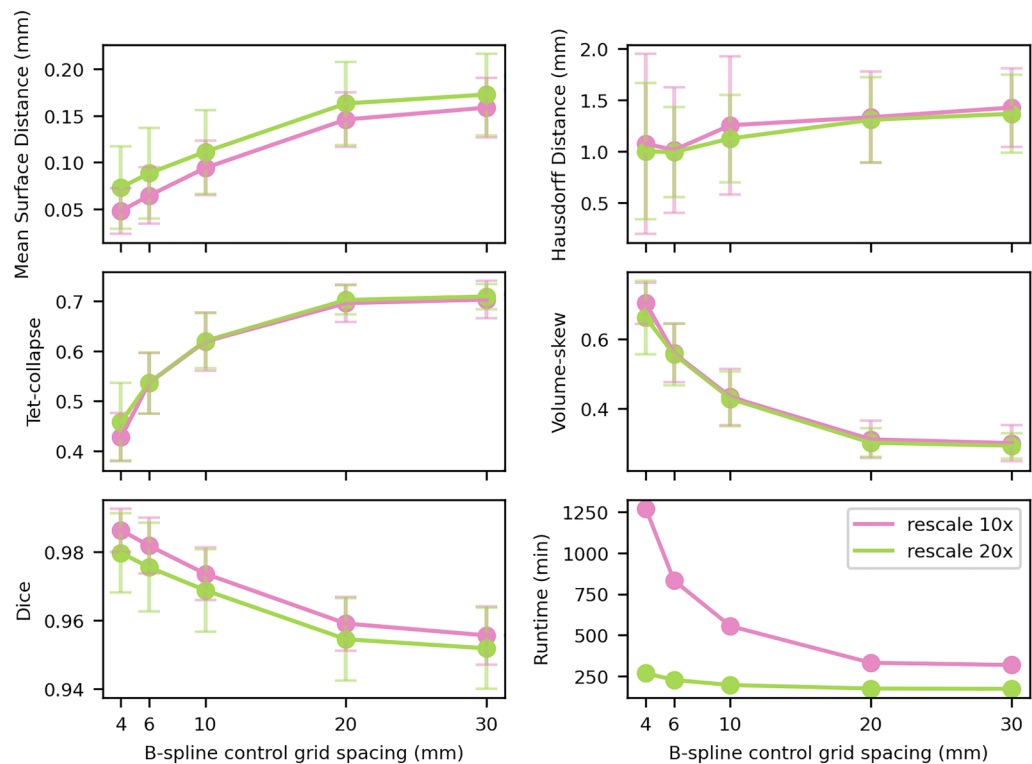 Mean Surface Distance (mm)
0.20
0.15
0.10
0.05
Hausdorff Distance (mm)
2.0
1.5
1.0
0.5
Tet-collapse
0.7
0.6
0.5
0.4
Volume-skew
0.6
0.4
Dice
0.98
0.96
0.94
4 6 10 20 30
B-spline control grid spacing (mm)
Runtime (min)
1250
1000
750
500
250
rescale 10x
rescale 20x
4 6 10 20 30
B-spline control grid spacing (mm)